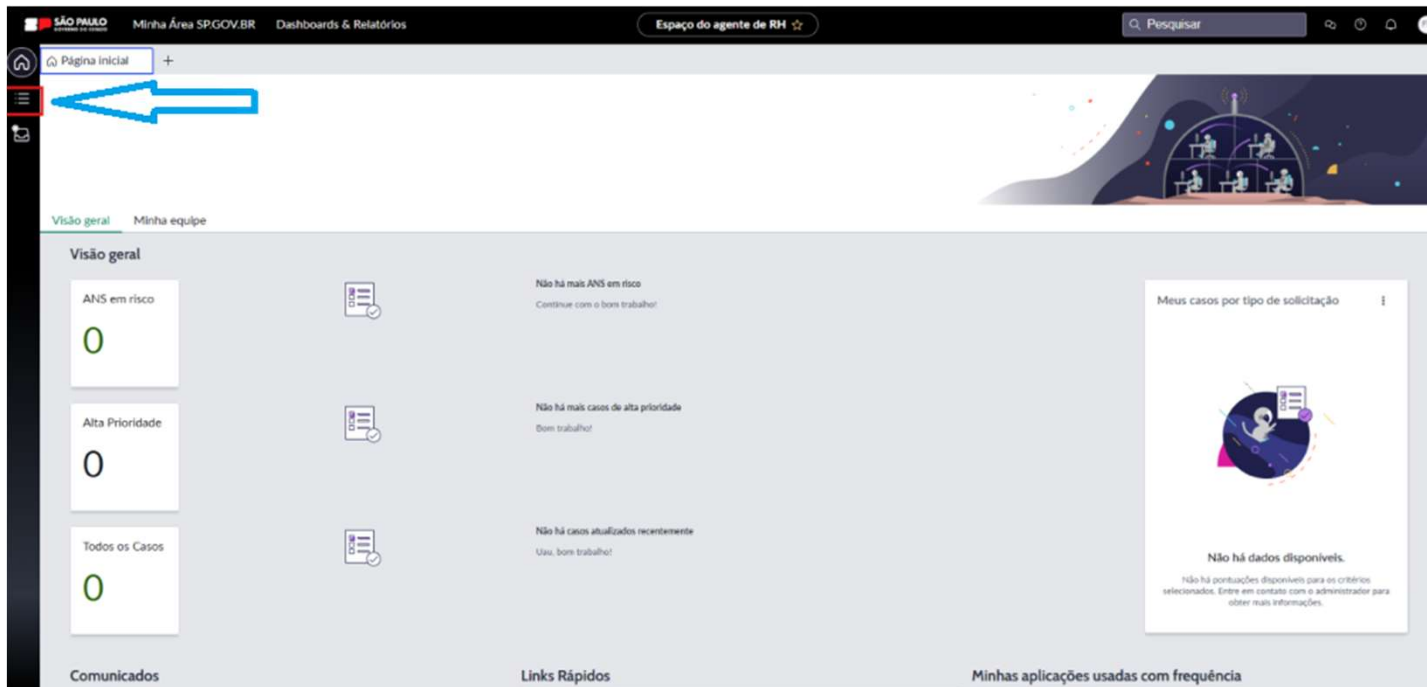 SÃO PAULO
GOVERNO DO ESTADO
Minha Área SP.GOV.BR
Dashboards & Relatórios
Espaço do agente de RH
Pesquisar
Página inicial
Visão geral
Minha equipe
Visão geral
ANS em risco
0
Não há mais ANS em risco
Continue com o bom trabalho!
Alta Prioridade
0
Não há mais casos de alta prioridade
Bom trabalho!
Todos os Casos
0
Não há casos atualizados recentemente
Uau, bom trabalho!
Meus casos por tipo de solicitação
Não há dados disponíveis.
Não há pontuações disponíveis para os critérios
selecionados. Entre em contato com o administrador para
obter mais informações.
Comunicados
Links Rápidos
Minhas aplicações usadas com frequência